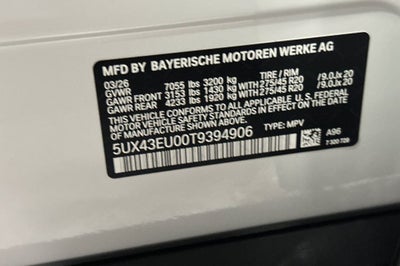 MFD BY BAYERISCHE MOTOREN WERKE AG
03/26 TIRE / RIM
GVWR 7055 lbs 3200 kg
GAWR FRONT 3153 lbs 1430 kg WITH 275/45 R20 /9.0Jx 20
GAWR REAR 4233 lbs 1920 kg WITH 275/45 R20 /9.0Jx 20
THIS VEHICLE CONFORMS TO ALL APPLICABLE U.S. FEDERAL
MOTOR VEHICLE SAFETY STANDARDS IN EFFECT ON THE DATE
OF MANUFACTURE SHOWN ABOVE.
5UX43EU00T9394906 TYPE: MPV
A96
7 320 729